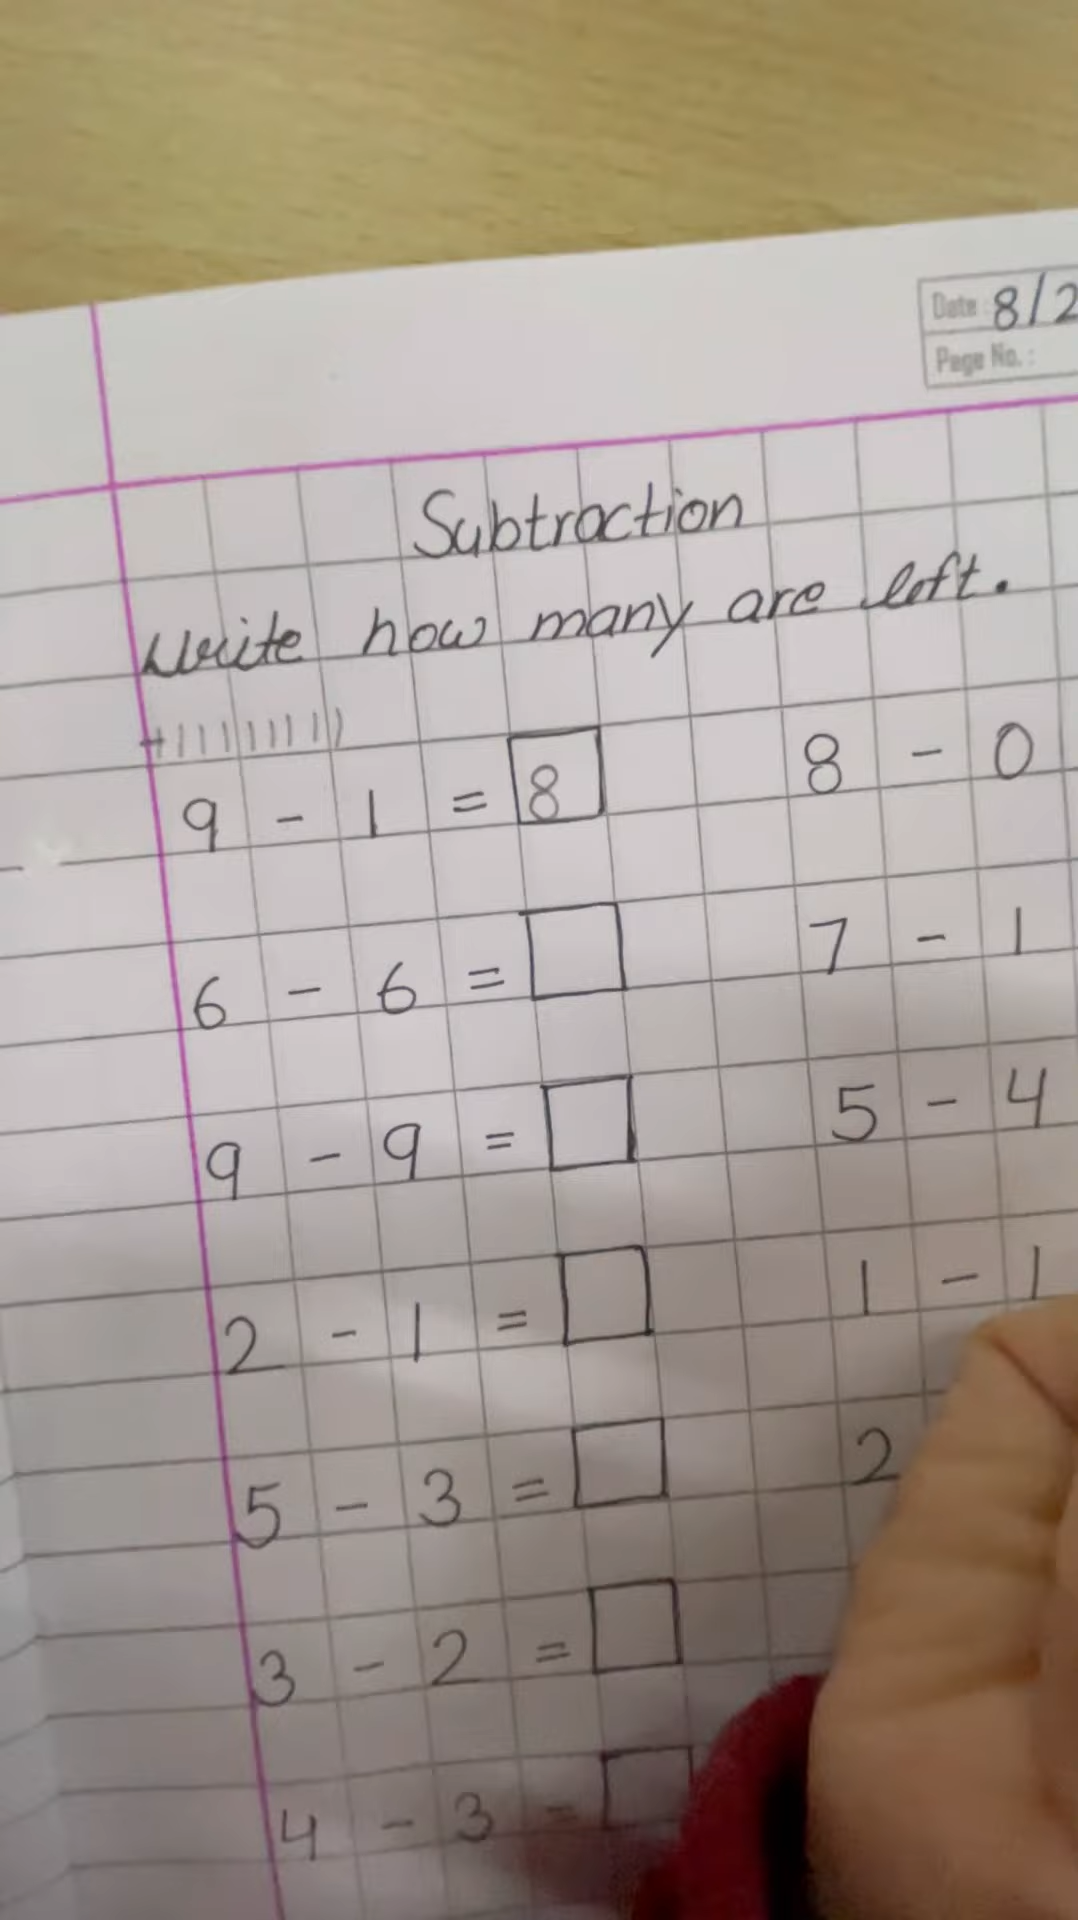 Date : 8/2
Page No. :
Subtraction
Write how many are left.
9 - 1 = 8 8 - 0
6 - 6 = 7 - 1
9 - 9 = 5 - 4
2 - 1 = 1 - 1
5 - 3 = 2
3 - 2 =
4 - 3 =